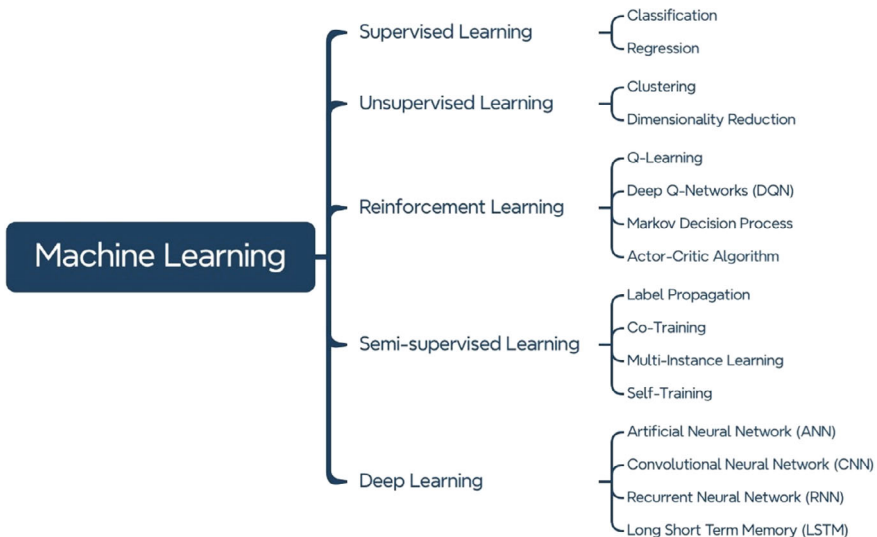 Machine Learning
Supervised Learning
Classification
Regression
Unsupervised Learning
Clustering
Dimensionality Reduction
Reinforcement Learning
Q-Learning
Deep Q-Networks (DQN)
Markov Decision Process
Actor-Critic Algorithm
Semi-supervised Learning
Label Propagation
Co-Training
Multi-Instance Learning
Self-Training
Deep Learning
Artificial Neural Network (ANN)
Convolutional Neural Network (CNN)
Recurrent Neural Network (RNN)
Long Short Term Memory (LSTM)